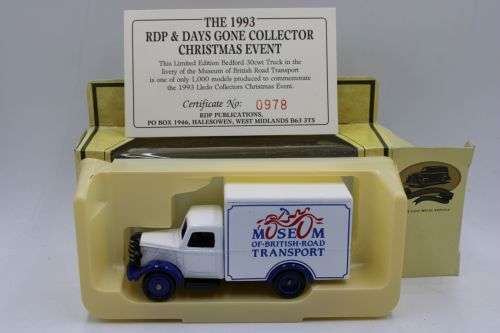 THE 1993
RDP & DAYS GONE COLLECTOR
CHRISTMAS EVENT
This Limited Edition Bedford 30cwt Truck in the
livery of the Museum of British Road Transport
is one of only 1,000 models produced to commemorate
the 1993 Lledo Collectors Christmas Event.
Certificate No: 0978
RDP PUBLICATIONS,
PO BOX 1946, HALESOWEN, WEST MIDLANDS B63 3TS
MUSEUM
OF-BRITISH-ROAD
TRANSPORT